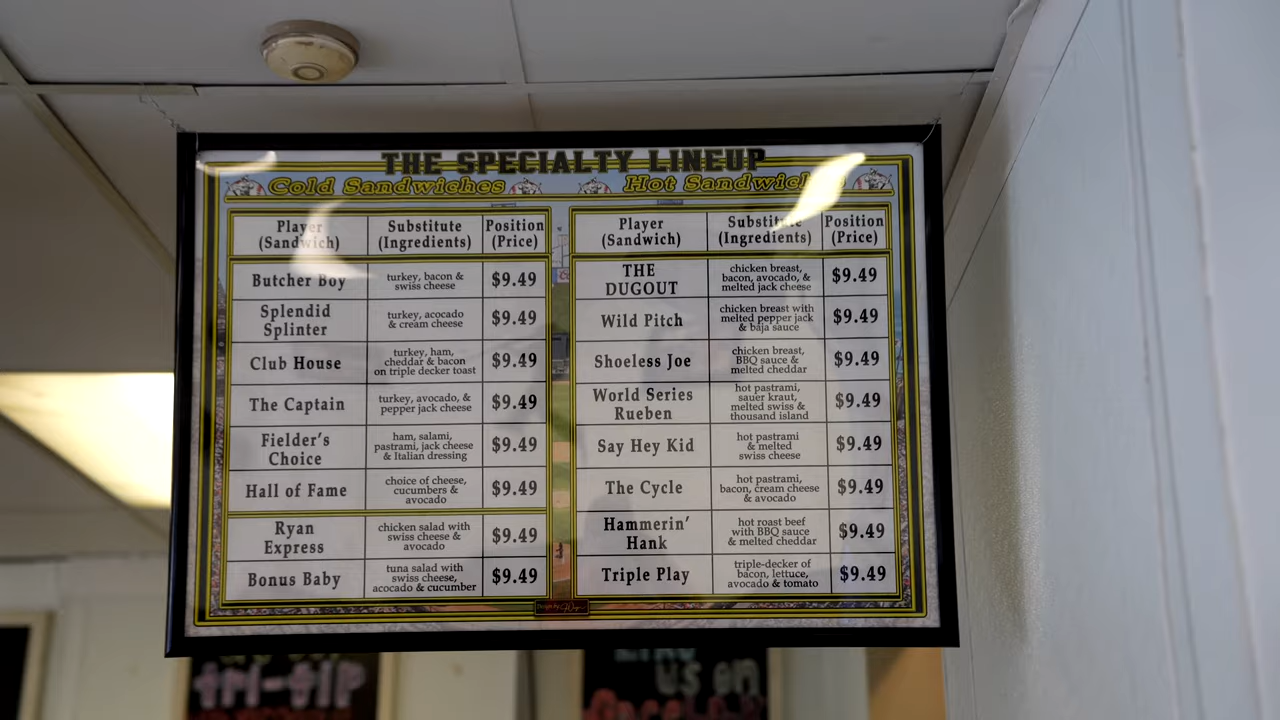 THE SPECIALTY LINEUP
Cold Sandwiches
Player
(Sandwich)
Substitute
(Ingredients)
Position
(Price)
Butcher Boy
turkey, bacon &
swiss cheese
$9.49
Splendid
Splinter
turkey, acocado
& cream cheese
$9.49
Club House
turkey, ham,
cheddar & bacon
on triple decker toast
$9.49
The Captain
turkey, avocado, &
pepper jack cheese
$9.49
Fielder's
Choice
ham, salami,
pastrami, jack cheese
& Italian dressing
$9.49
Hall of Fame
choice of cheese,
cucumbers &
avocado
$9.49
Ryan
Express
chicken salad with
swiss cheese &
avocado
$9.49
Bonus Baby
tuna salad with
swiss cheese,
acocado & cucumber
$9.49
Hot Sandwiches
Player
(Sandwich)
Substitute
(Ingredients)
Position
(Price)
THE
DUGOUT
chicken breast,
bacon, avocado, &
melted jack cheese
$9.49
Wild Pitch
chicken breast with
melted pepper jack
& baja sauce
$9.49
Shoeless Joe
chicken breast,
BBQ sauce &
melted cheddar
$9.49
World Series
Rueben
hot pastrami,
sauer kraut,
melted swiss &
thousand island
$9.49
Say Hey Kid
hot pastrami
& melted
swiss cheese
$9.49
The Cycle
hot pastrami,
bacon, cream cheese
& avocado
$9.49
Hammerin'
Hank
hot roast beef
with BBQ sauce
& melted cheddar
$9.49
Triple Play
triple-decker of
bacon, lettuce,
avocado & tomato
$9.49
Design by
tri-tip
us on